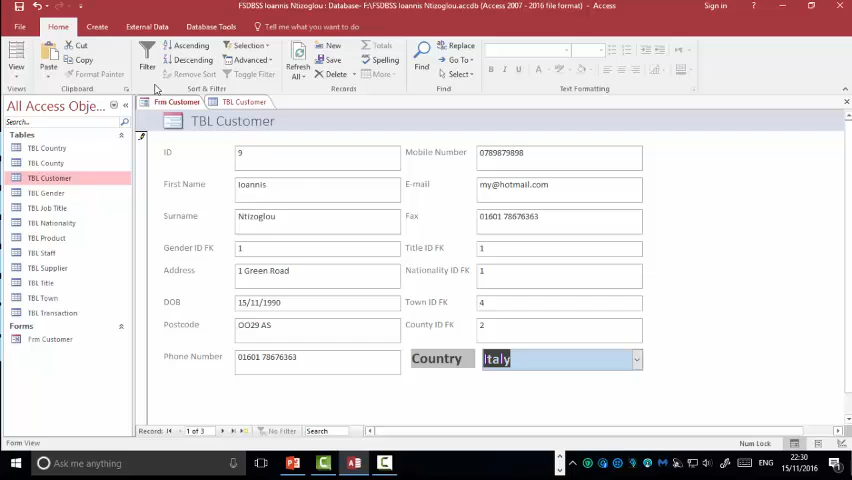 FSDBSS Ioannis Ntizoglou: Database- F:\FSDBSS Ioannis Ntizoglou.accdb (Access 2007 - 2016 file format) - Access
Sign in
File Home Create External Data Database Tools Tell me what you want to do
View
Views
Paste
Cut
Copy
Format Painter
Clipboard
Filter
Ascending
Descending
Remove Sort
Selection
Advanced
Toggle Filter
Sort & Filter
Refresh
All
New
Save
Delete
Totals
Spelling
More
Records
Find
Replace
Go To
Select
Find
B I U A
Text Formatting
All Access Obje...
Search...
Tables
TBL Country
TBL County
TBL Customer
TBL Gender
TBL Job Title
TBL Nationality
TBL Product
TBL Staff
TBL Supplier
TBL Title
TBL Town
TBL Transaction
Forms
Frm Customer
Frm Customer TBL Customer
TBL Customer
ID 9 Mobile Number 0789879898
First Name Ioannis E-mail my@hotmail.com
Surname Ntizoglou Fax 01601 78676363
Gender ID FK 1 Title ID FK 1
Address 1 Green Road Nationality ID FK 1
DOB 15/11/1990 Town ID FK 4
Postcode OO29 AS County ID FK 2
Phone Number 01601 78676363 Country Italy
Record: 1 of 3 No Filter Search
Form View
Num Lock
Ask me anything
ENG
22:30
15/11/2016